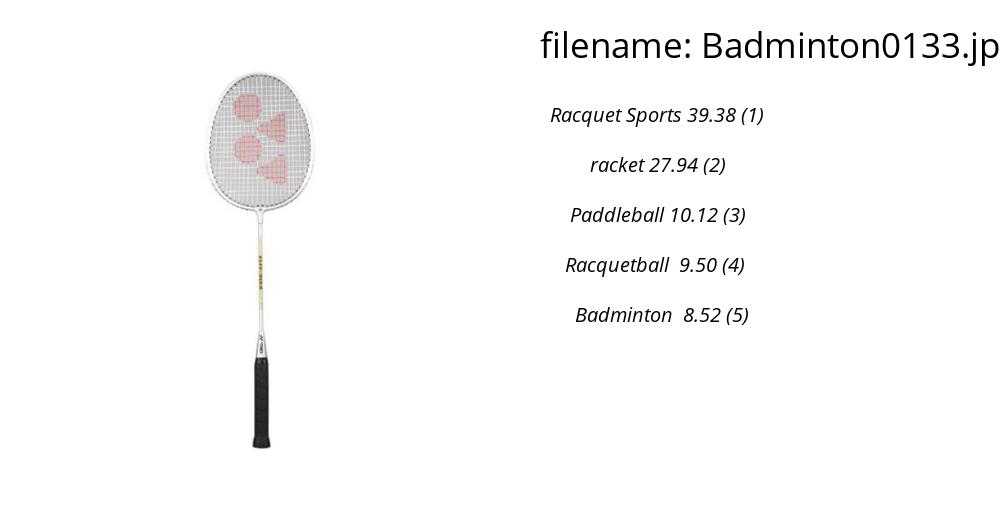 filename: Badminton0133.jp
Racquet Sports 39.38 (1)
racket 27.94 (2)
Paddleball 10.12 (3)
Racquetball  9.50 (4)
Badminton  8.52 (5)